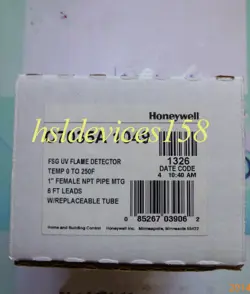 Honeywell
hsldevices158
FSG UV FLAME DETECTOR
TEMP 0 TO 250F
1" FEMALE NPT PIPE MTG
8 FT LEADS
W/REPLACEABLE TUBE
1326
DATE CODE
4 10:40 AM
0 85267 03906 2
Home and Building Control Honeywell Inc. Minneapolis, Minnesota 55422